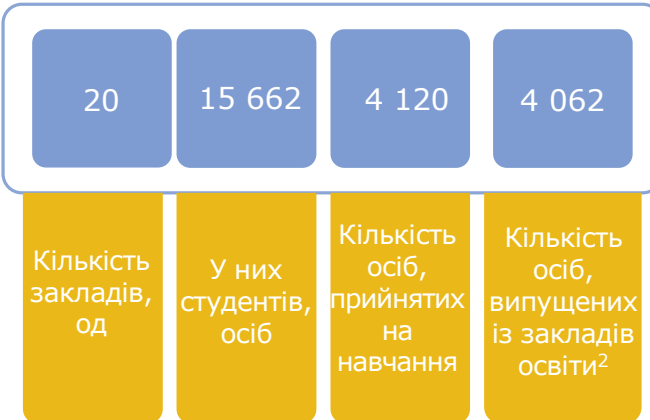 20
15 662
4 120
4 062
Кількість
закладів,
од
У них
студентів,
осіб
Кількість
осіб,
прийнятих
на
навчання
Кількість
осіб,
випущених
із закладів
освіти²